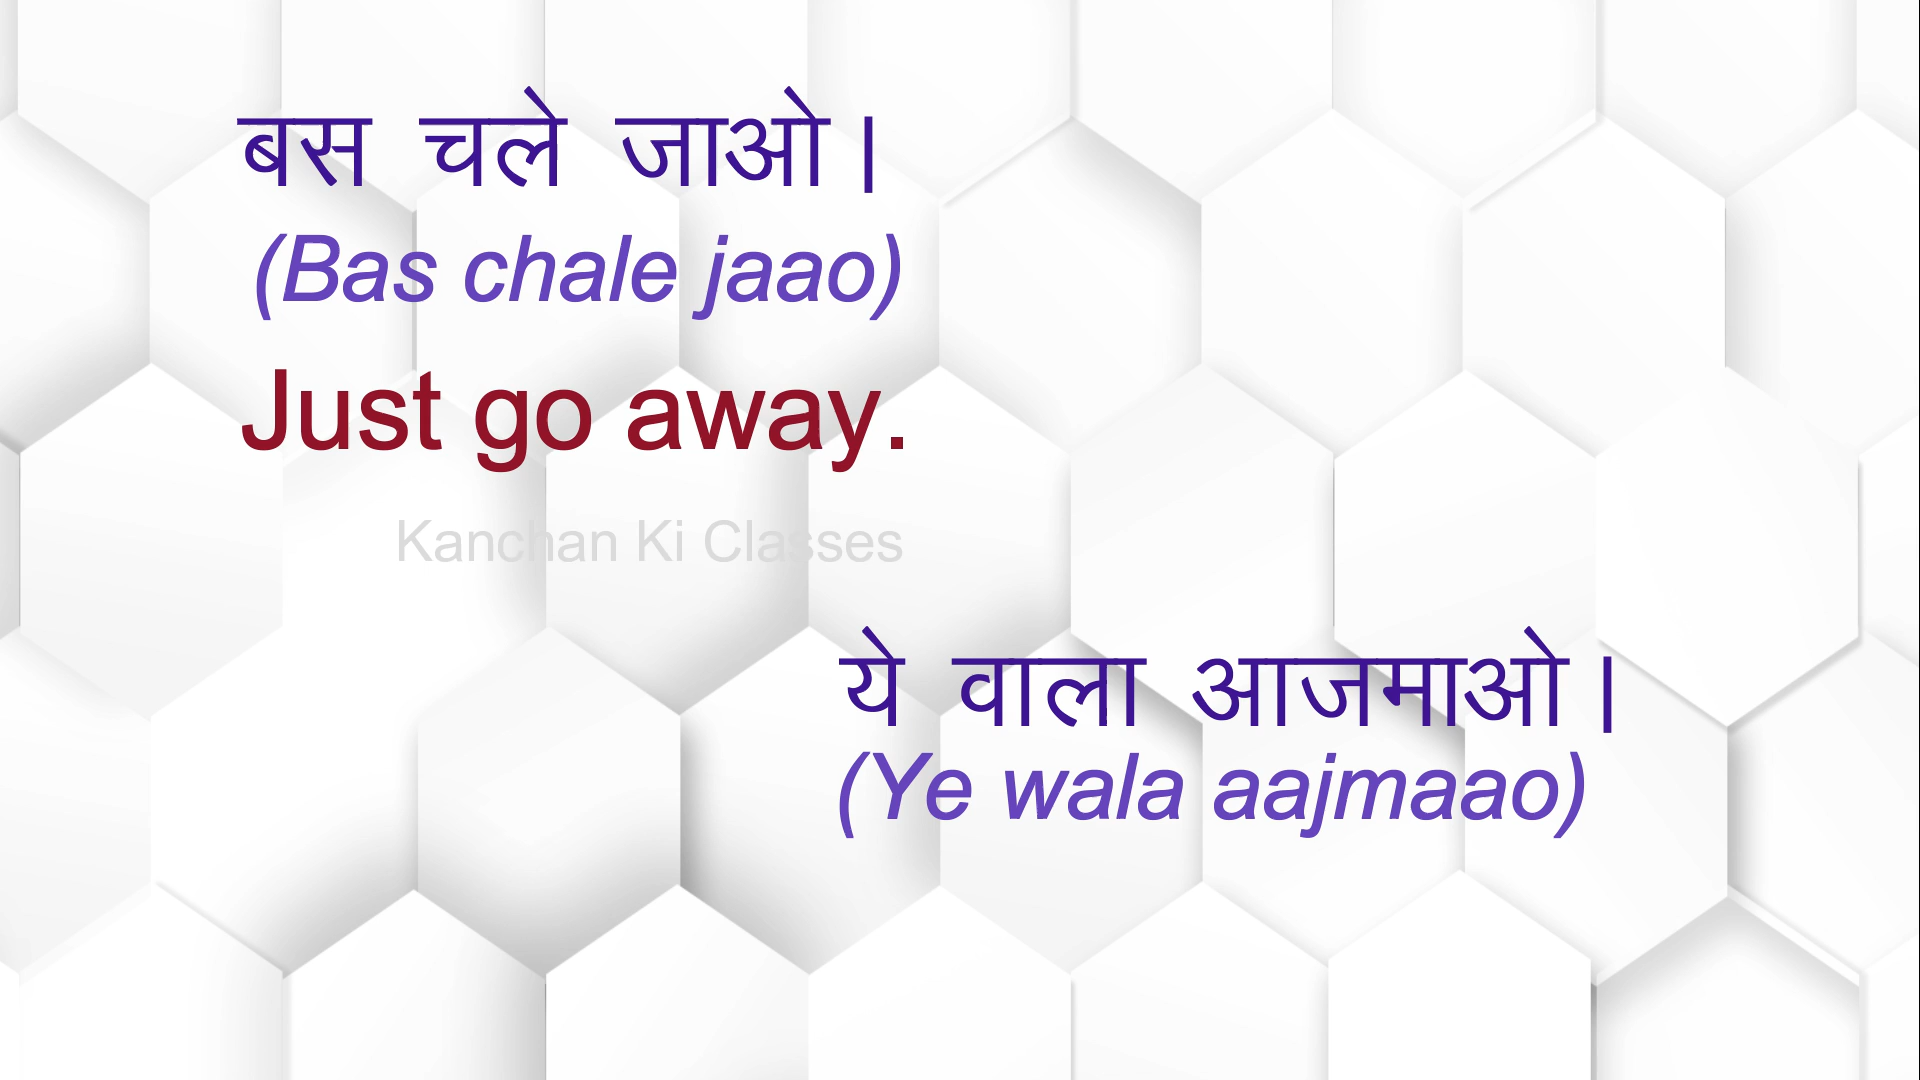 बस चले जाओ।
(Bas chale jaao)
Just go away.
Kanchan Ki Classes
ये वाला आजमाओ।
(Ye wala aajmaao)